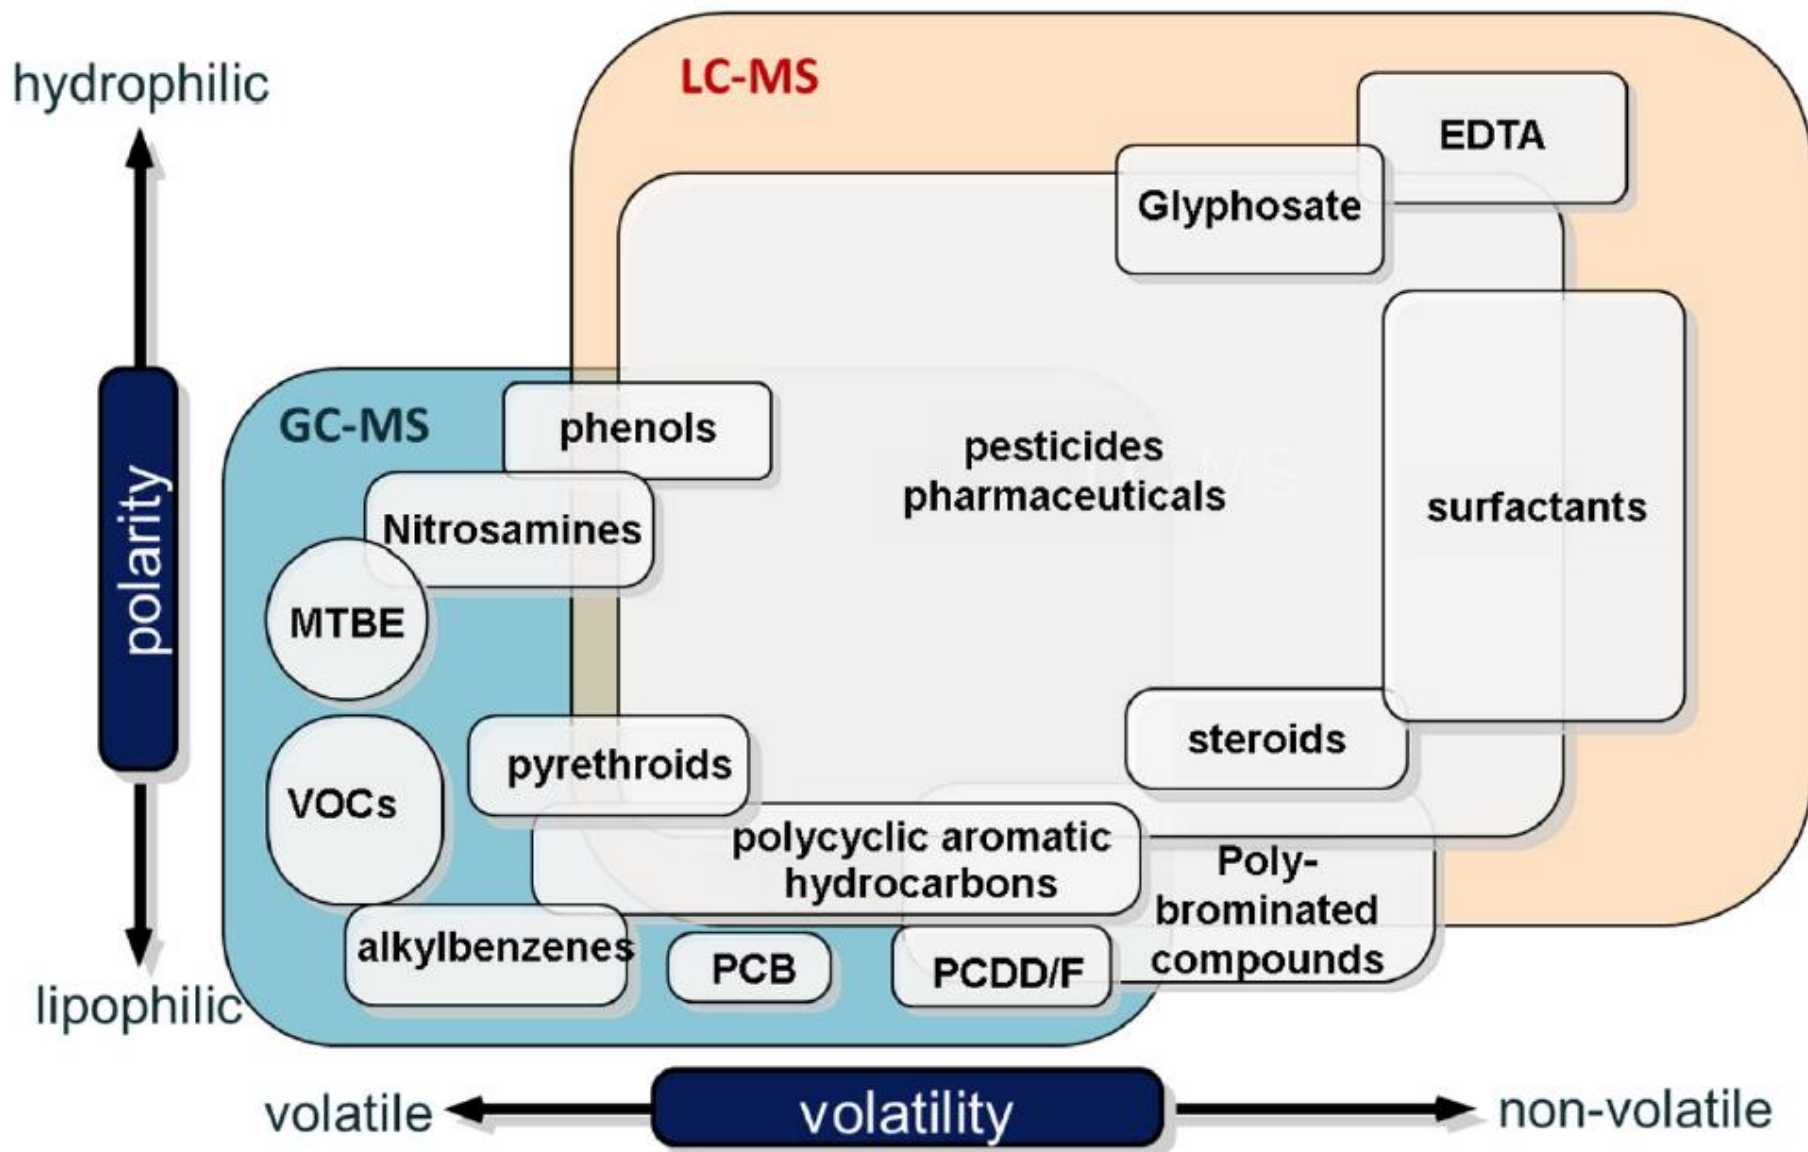 hydrophilic
LC-MS
EDTA
Glyphosate
GC-MS
phenols
pesticides
pharmaceuticals
Nitrosamines
surfactants
polarity
MTBE
steroids
pyrethroids
VOCs
polycyclic aromatic
hydrocarbons
Poly-
brominated
compounds
alkylbenzenes
PCB
PCDD/F
lipophilic
volatile
volatility
non-volatile